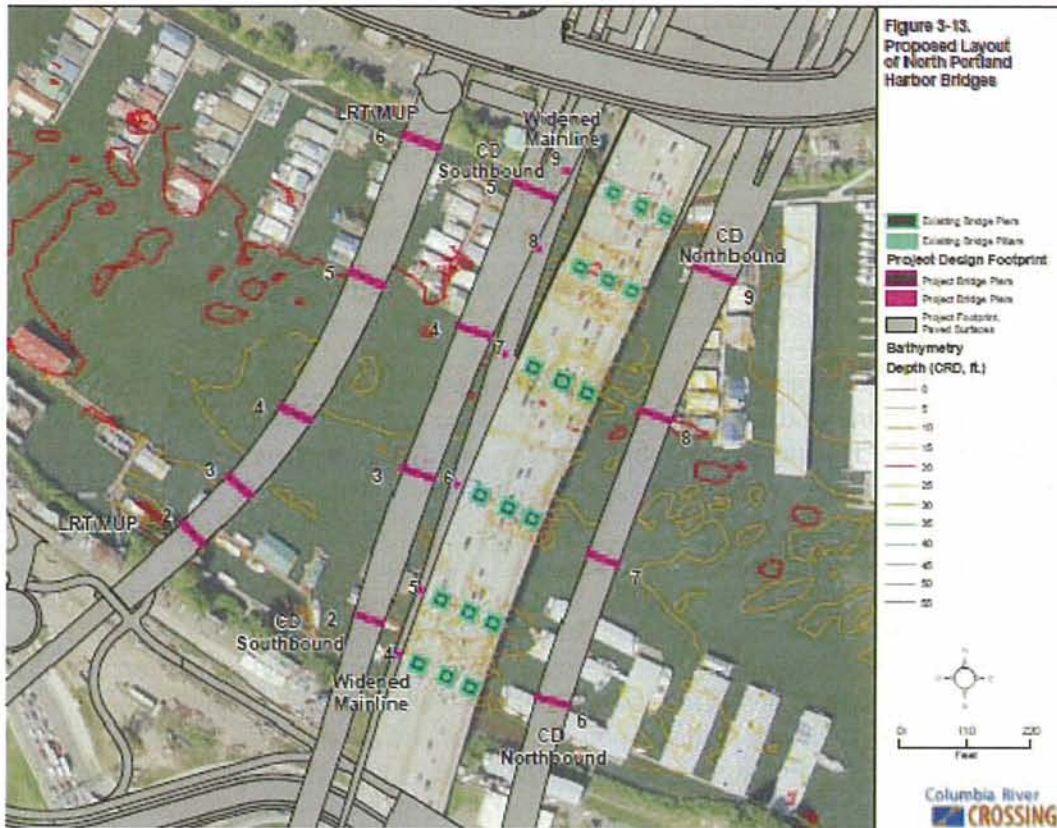 Figure 3-13.
Proposed Layout
of North Portland
Harbor Bridges
Existing Bridge Piers
Existing Bridge Pillars
Project Design Footprint
Project Bridge Piers
Project Bridge Piers
Project Footprint,
Paved Surfaces
Bathymetry
Depth (CRD, ft.)
0
5
10
15
20
25
30
35
40
45
50
55
N
0
110
220
Feet
Columbia River
CROSSING
LRT/MUP
6
Widened
Mainline
9
CD
Southbound
5
8
CD
Northbound
9
5
4
7
4
8
3
3
6
2
LRT/MUP
7
5
2
CD
Southbound
4
Widened
Mainline
6
CD
Northbound